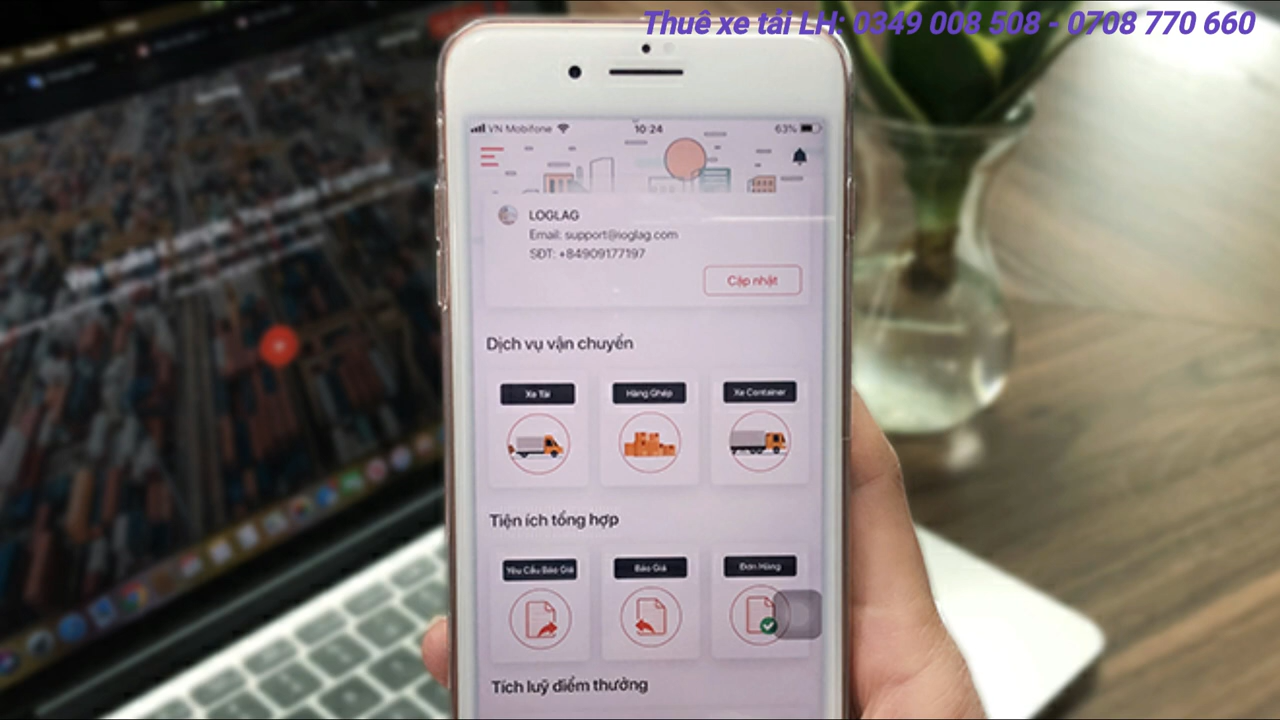 Thuê xe tải LH: 0349 008 508 - 0708 770 660
VN Mobifone 10:24 63%
LOGLAG
Email: support@loglag.com
SĐT: +84909177197
Cập nhật
Dịch vụ vận chuyển
Xe Tải Hàng Ghép Xe Container
Tiện ích tổng hợp
Yêu Cầu Báo Giá Báo Giá Đơn Hàng
Tích luỹ điểm thưởng